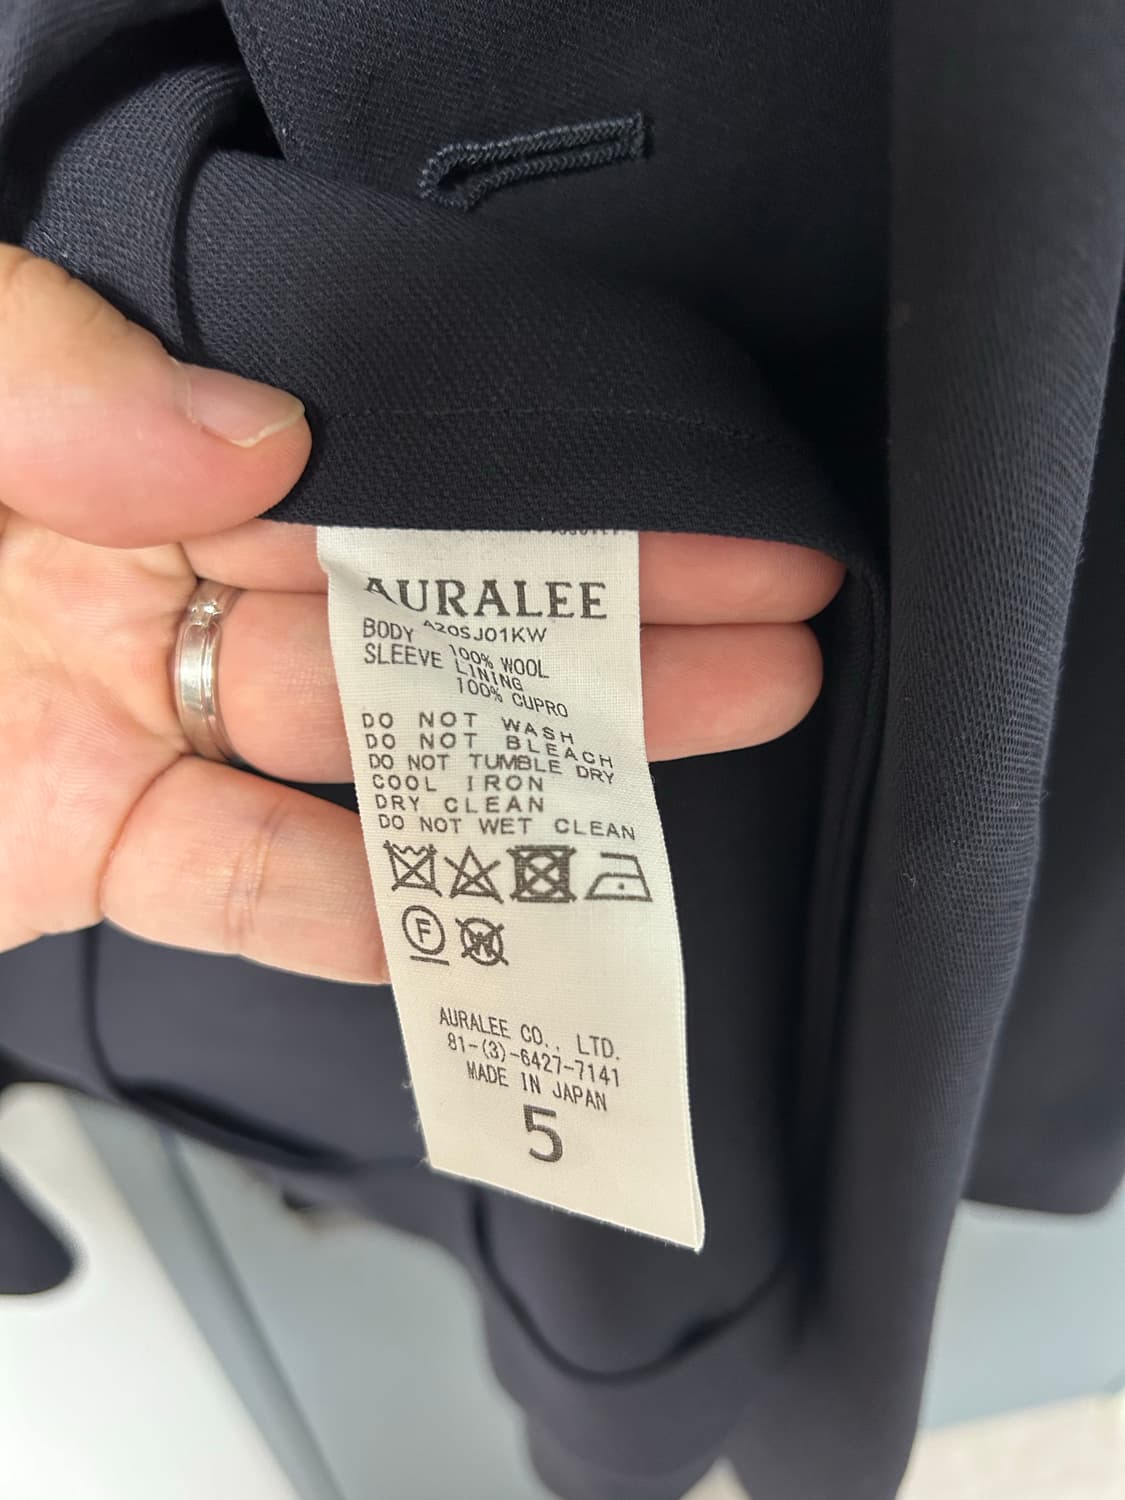 AURALEE
A20SJ01KW
BODY 100% WOOL
SLEEVE LINING
100% CUPRO
DO NOT WASH
DO NOT BLEACH
DO NOT TUMBLE DRY
COOL IRON
DRY CLEAN
DO NOT WET CLEAN
F W
AURALEE CO., LTD.
81-(3)-6427-7141
MADE IN JAPAN
5